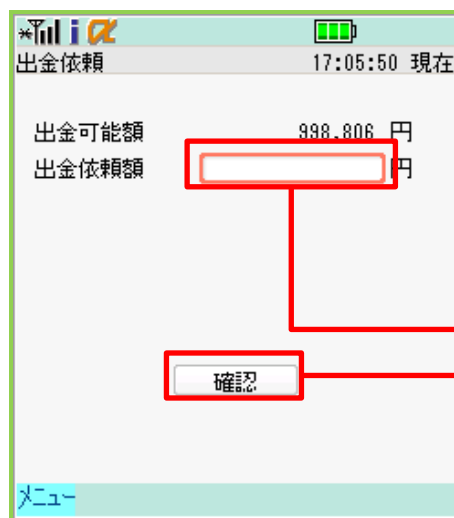 i α
出金依頼 17:05:50 現在
出金可能額 998,806 円
出金依頼額 円
確認
メニュー